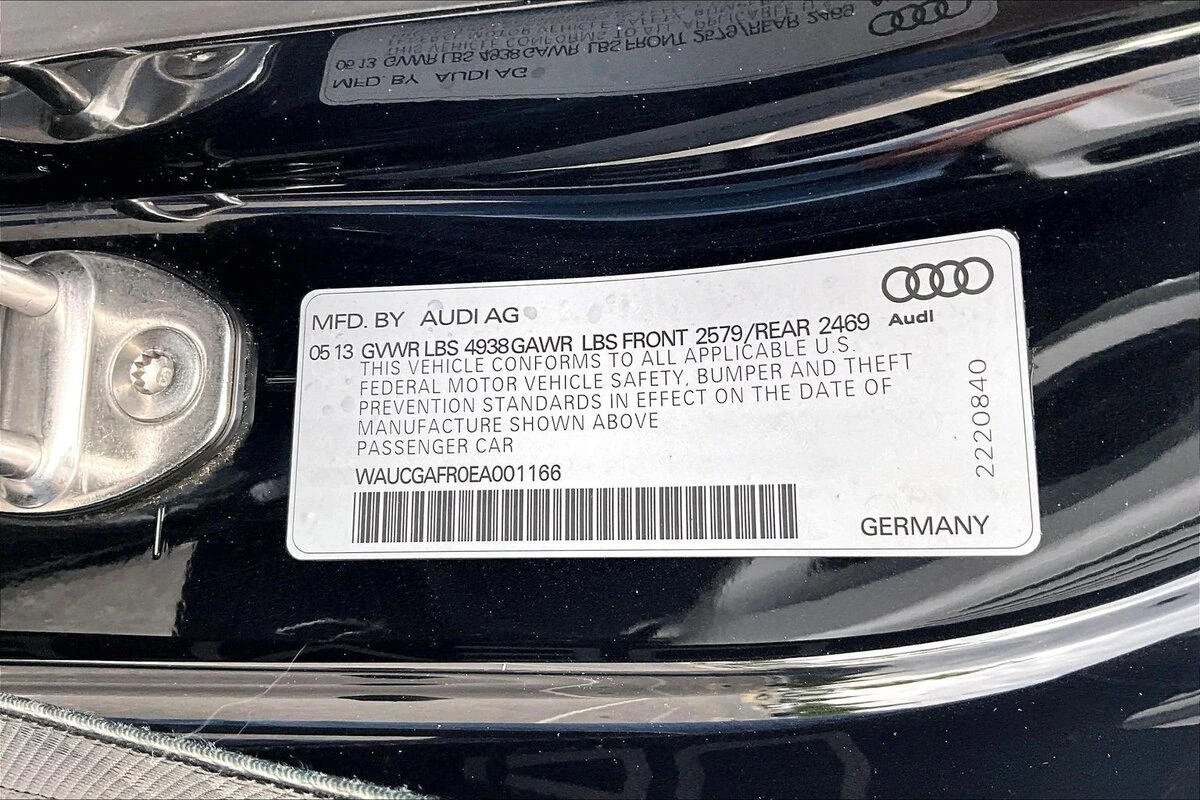 MFD. BY AUDI AG
Audi
05 13 GVWR LBS 4938 GAWR LBS FRONT 2579/REAR 2469
THIS VEHICLE CONFORMS TO ALL APPLICABLE U.S.
FEDERAL MOTOR VEHICLE SAFETY, BUMPER AND THEFT
PREVENTION STANDARDS IN EFFECT ON THE DATE OF
MANUFACTURE SHOWN ABOVE
PASSENGER CAR
WAUCGAFR0EA001166
2220840
GERMANY